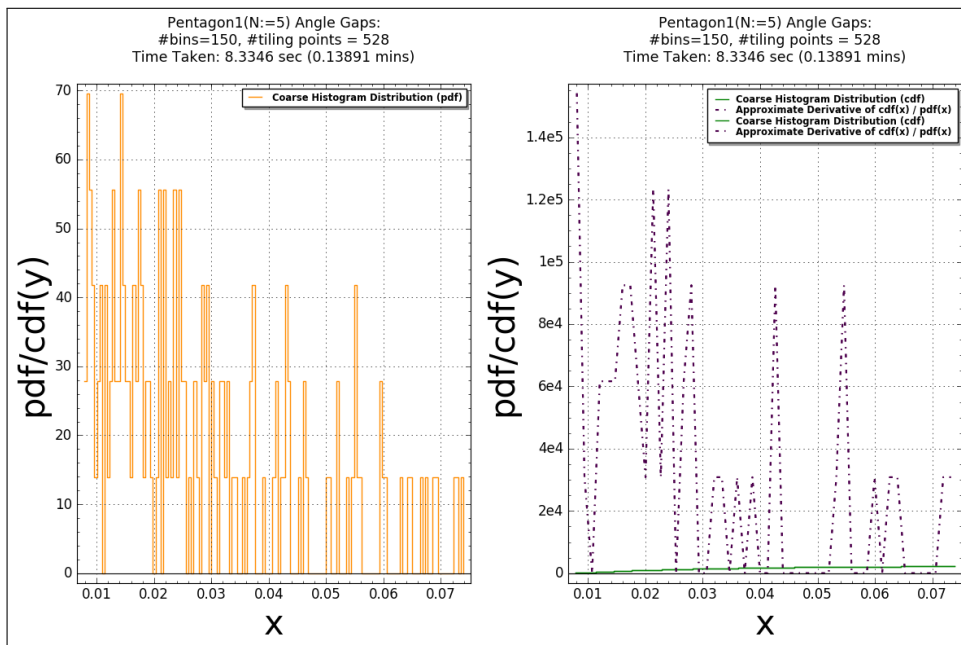 Pentagon1(N:=5) Angle Gaps:
#bins=150, #tiling points = 528
Time Taken: 8.3346 sec (0.13891 mins)
Coarse Histogram Distribution (pdf)
70
60
50
40
30
20
10
0
pdf/cdf(y)
0.01 0.02 0.03 0.04 0.05 0.06 0.07
x
Pentagon1(N:=5) Angle Gaps:
#bins=150, #tiling points = 528
Time Taken: 8.3346 sec (0.13891 mins)
Coarse Histogram Distribution (cdf)
Approximate Derivative of cdf(x) / pdf(x)
Coarse Histogram Distribution (cdf)
Approximate Derivative of cdf(x) / pdf(x)
1.4e5
1.2e5
1e5
8e4
6e4
4e4
2e4
0
pdf/cdf(y)
0.01 0.02 0.03 0.04 0.05 0.06 0.07
x